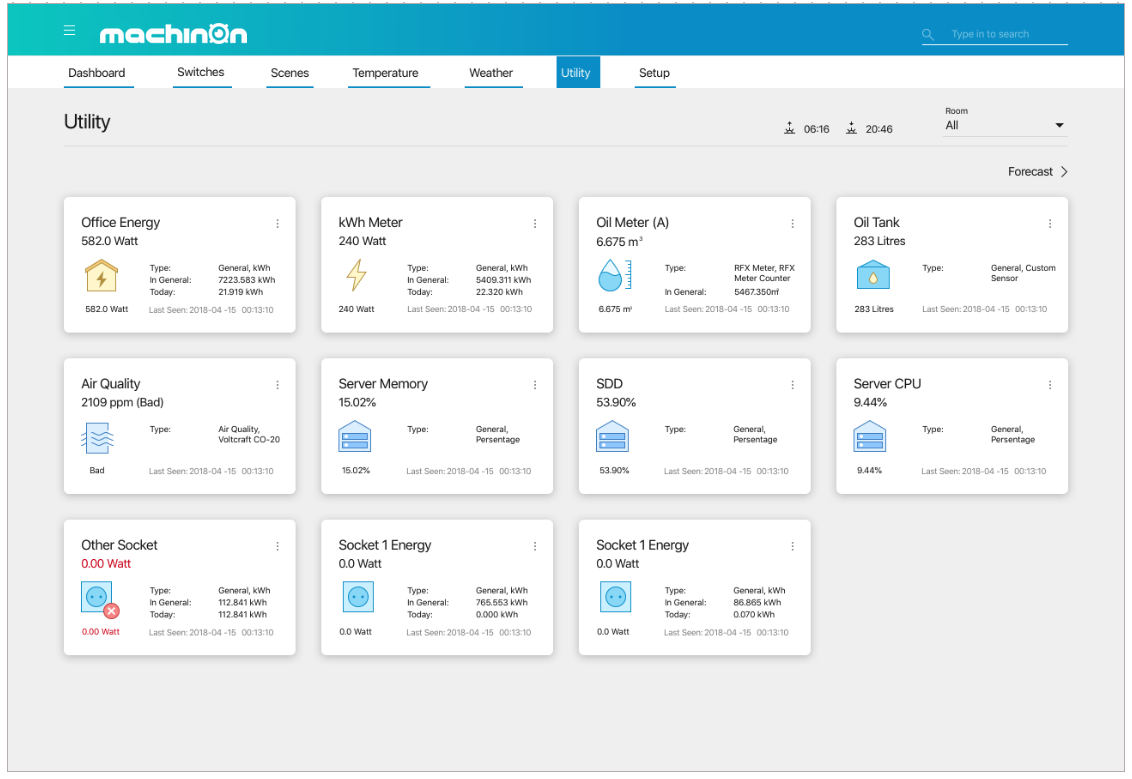 machinon
Type in to search
Dashboard Switches Scenes Temperature Weather Utility Setup
Utility
06:16 20:46
Room
All
Forecast
Office Energy
582.0 Watt
Type: General, kWh
In General: 7223.583 kWh
Today: 21.919 kWh
582.0 Watt Last Seen: 2018-04 -15 00:13:10
kWh Meter
240 Watt
Type: General, kWh
In General: 5409.311 kWh
Today: 22.320 kWh
240 Watt Last Seen: 2018-04 -15 00:13:10
Oil Meter (A)
6.675 m³
Type: RFX Meter, RFX
Meter Counter
In General: 5467.350m³
6.675 m³ Last Seen: 2018-04 -15 00:13:10
Oil Tank
283 Litres
Type: General, Custom
Sensor
283 Litres Last Seen: 2018-04 -15 00:13:10
Air Quality
2109 ppm (Bad)
Type: Air Quality,
Voltcraft CO-20
Bad Last Seen: 2018-04 -15 00:13:10
Server Memory
15.02%
Type: General,
Persentage
15.02% Last Seen: 2018-04 -15 00:13:10
SDD
53.90%
Type: General,
Persentage
53.90% Last Seen: 2018-04 -15 00:13:10
Server CPU
9.44%
Type: General,
Persentage
9.44% Last Seen: 2018-04 -15 00:13:10
Other Socket
0.00 Watt
Type: General, kWh
In General: 112.841 kWh
Today: 112.841 kWh
0.00 Watt Last Seen: 2018-04 -15 00:13:10
Socket 1 Energy
0.0 Watt
Type: General, kWh
In General: 765.553 kWh
Today: 0.000 kWh
0.0 Watt Last Seen: 2018-04 -15 00:13:10
Socket 1 Energy
0.0 Watt
Type: General, kWh
In General: 86.865 kWh
Today: 0.070 kWh
0.0 Watt Last Seen: 2018-04 -15 00:13:10